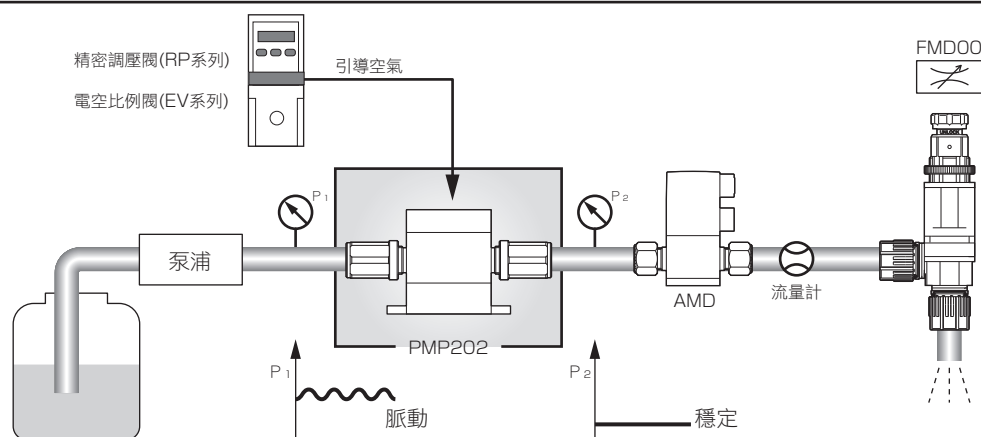 精密調壓閥(RP系列)
電空比例閥(EV系列)
引導空氣
FMD00
UNLOCK
P₁
P₂
泵浦
流量計
AMD
PMP202
P₁
脈動
P₂
穩定